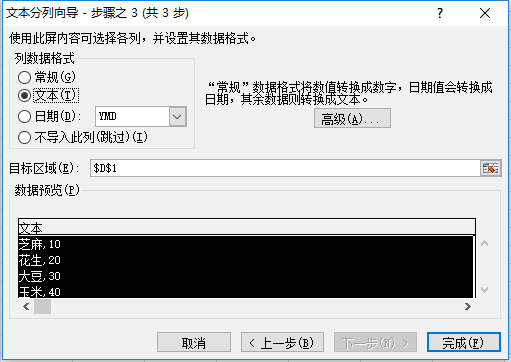 文本分列向导 - 步骤之 3 (共 3 步)
使用此屏内容可选择各列，并设置其数据格式。
列数据格式
常规(G)
文本(T)
日期(D): YMD
不导入此列(跳过)(I)
“常规”数据格式将数值转换成数字，日期值会转换成
日期，其余数据则转换成文本。
高级(A)...
目标区域(E): $D$1
数据预览(P)
文本
芝麻,10
花生,20
大豆,30
玉米,40
取消 < 上一步(B) 下一步(N) > 完成(F)